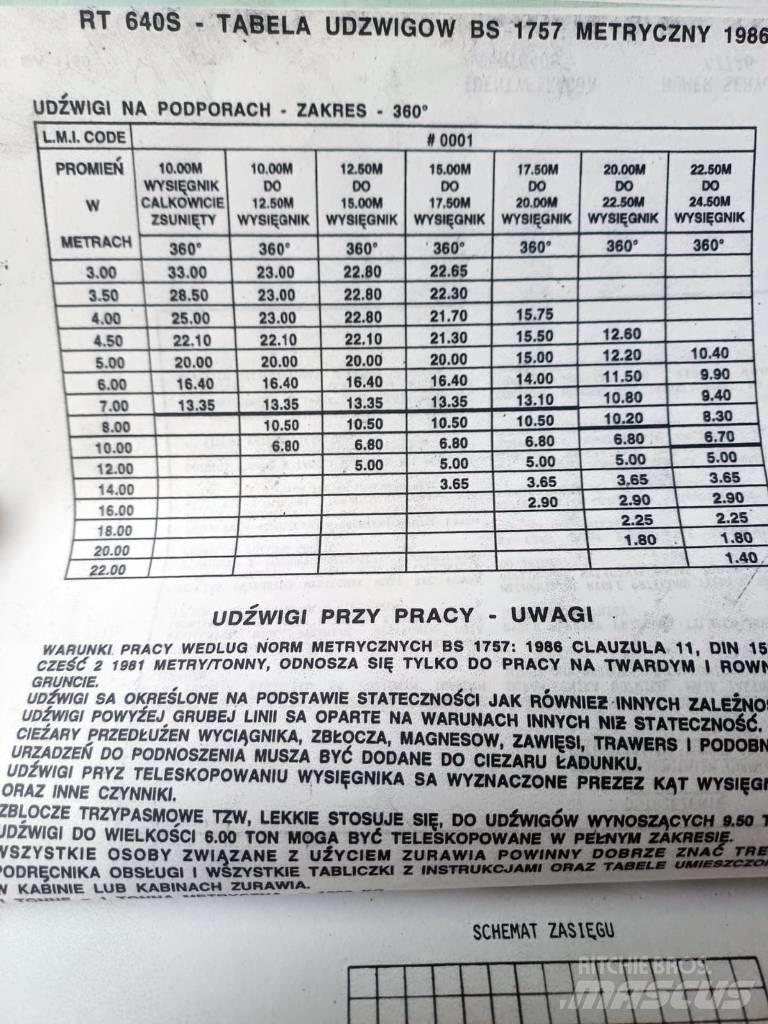 RT 640S - TABELA UDZWIGOW BS 1757 METRYCZNY 1986
UDŹWIGI NA PODPORACH - ZAKRES - 360°
L.M.I. CODE # 0001
PROMIEŃ 10.00M 10,00M 12.50M 15.00M 17.50M 20.00M 22.50M
WYSIĘGNIK DO DO DO DO DO DO
W CAŁKOWICIE 12.50M 15.00M 17.50M 20.00M 22.50M 24.50M
ZSUNIĘTY WYSIĘGNIK WYSIĘGNIK WYSIĘGNIK WYSIĘGNIK WYSIĘGNIK WYSIĘGNIK
METRACH 360° 360° 360° 360° 360° 360° 360°
3.00 33.00 23.00 22.80 22.65
3.50 28.50 23.00 22.80 22.30
4.00 25.00 23.00 22.80 21.70 15.75
4.50 22.10 22.10 22.10 21.30 15.50 12.60
5.00 20.00 20.00 20.00 20.00 15.00 12.20 10.40
6.00 16.40 16.40 16.40 16.40 14.00 11.50 9.90
7.00 13.35 13.35 13.35 13.35 13.10 10.80 9.40
8.00 10.50 10.50 10.50 10.50 10.20 8.30
10.00 6.80 6.80 6.80 6.80 6.80 6.70
12.00 5.00 5.00 5.00 5.00 5.00
14.00 3.65 3.65 3,65 3.65
16.00 2.90 2.90 2.90
18.00 2.25 2.25
20.00 1.80 1.80
22.00 1.40
UDŹWIGI PRZY PRACY - UWAGI
WARUNKI PRACY WEDLUG NORM METRYCZNYCH BS 1757: 1986 CLAUZULA 11, DIN 15
CZEŚĆ 2 1981 METRY/TONNY, ODNOSZA SIĘ TYLKO DO PRACY NA TWARDYM I ROWN
GRUNCIE.
UDŹWIGI SA OKREŚLONE NA PODSTAWIE STATECZNOŚCI JAK RÓWNIEŻ INNYCH ZALEŻNOŚ
UDŹWIGI POWYŹEJ GRUBEJ LINII SA OPARTE NA WARUNACH INNYCH NIŻ STATECZNOŚĆ.
CIEŹARY PRZEDŁUŹEN WYCIĄGNIKA, ZBŁOCZA, MAGNESOW, ZAWIĘSI, TRAWERS I PODOBN
URZADZEŃ DO PODNOSZENIA MUSZA BYĆ DODANE DO CIEZARU ŁADUNKU.
UDŹWIGI PRYZ TELESKOPOWANIU WYSIĘGNIKA SA WYZNACZONE PREZEZ KĄT WYSIĘGN
ORAZ INNE CZYNNIKI.
ZBLOCZE TRZYPASMOWE TZW, LEKKIE STOSUJE SIĘ, DO UDŹWIGÓW WYNOSZĄCYCH 9.50 T
UDŹWIGI DO WIELKOŚCI 6.00 TON MOGA BYĆ TELESKOPOWANE W PEŁNYM ZAKRESIĘ.
WSZYSTKIE OSOBY ZWIĄZANE Z UŻYCIEM ZURAWIA POWINNY DOBRZE ZNAĆ TRE
PODRĘCNIKA OBSŁUGI I WSZYSTKIE TABLICZKI Z INSTRUKCJAMI ORAZ TABELE UMIESZCZO
W KABINIE LUB KABINACH ZURAWIA.
SCHEMAT ZASIĘGU
RITCHIE BROS.
MASCUS